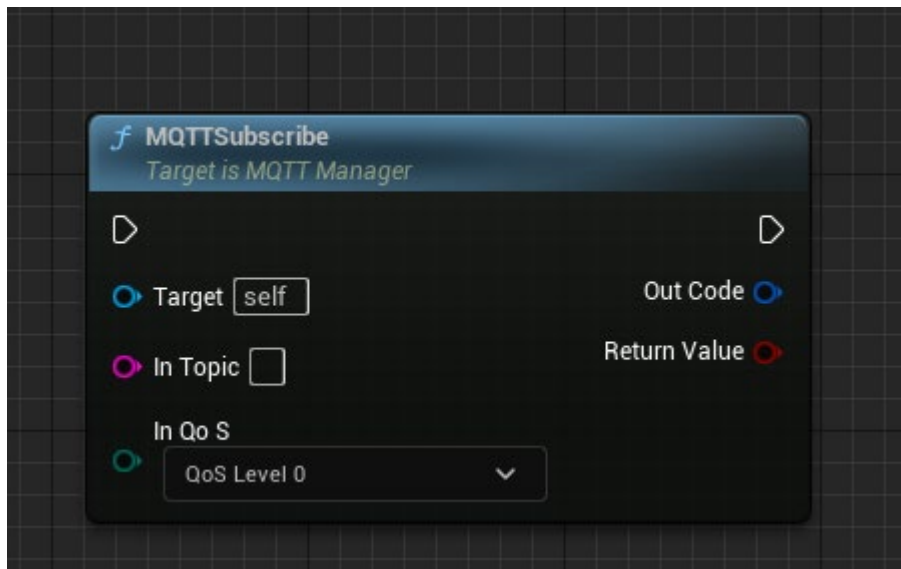 f MQTTSubscribe
Target is MQTT Manager
Target self
Out Code
In Topic
Return Value
In Qo S
QoS Level 0